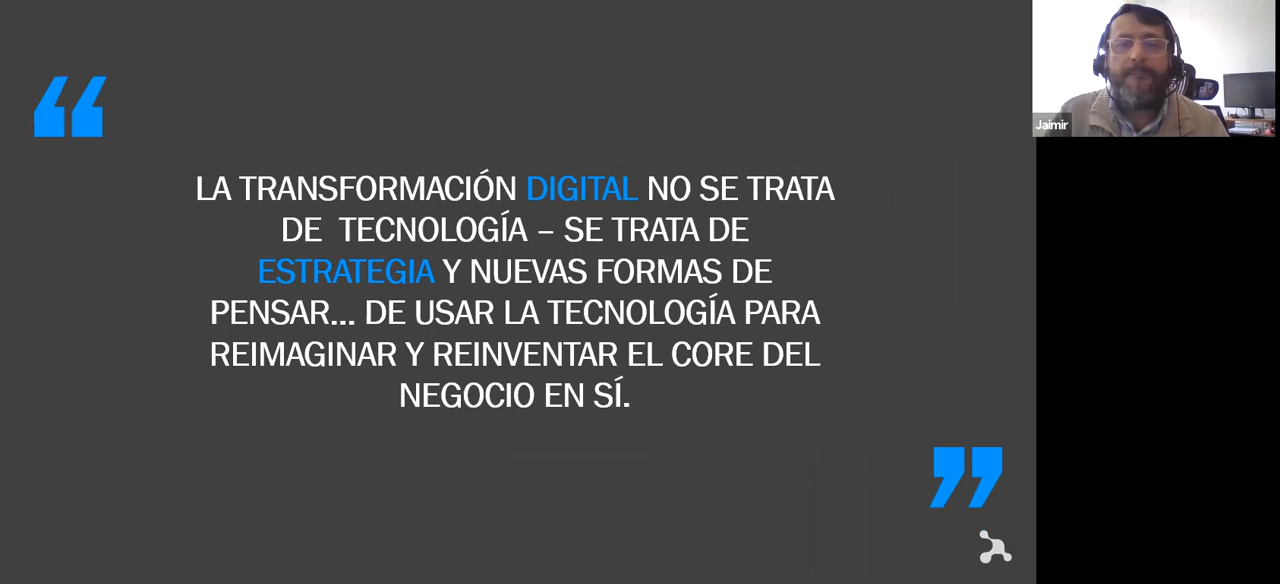 LA TRANSFORMACIÓN DIGITAL NO SE TRATA
DE TECNOLOGÍA – SE TRATA DE
ESTRATEGIA Y NUEVAS FORMAS DE
PENSAR... DE USAR LA TECNOLOGÍA PARA
REIMAGINAR Y REINVENTAR EL CORE DEL
NEGOCIO EN SÍ.
Jaimir